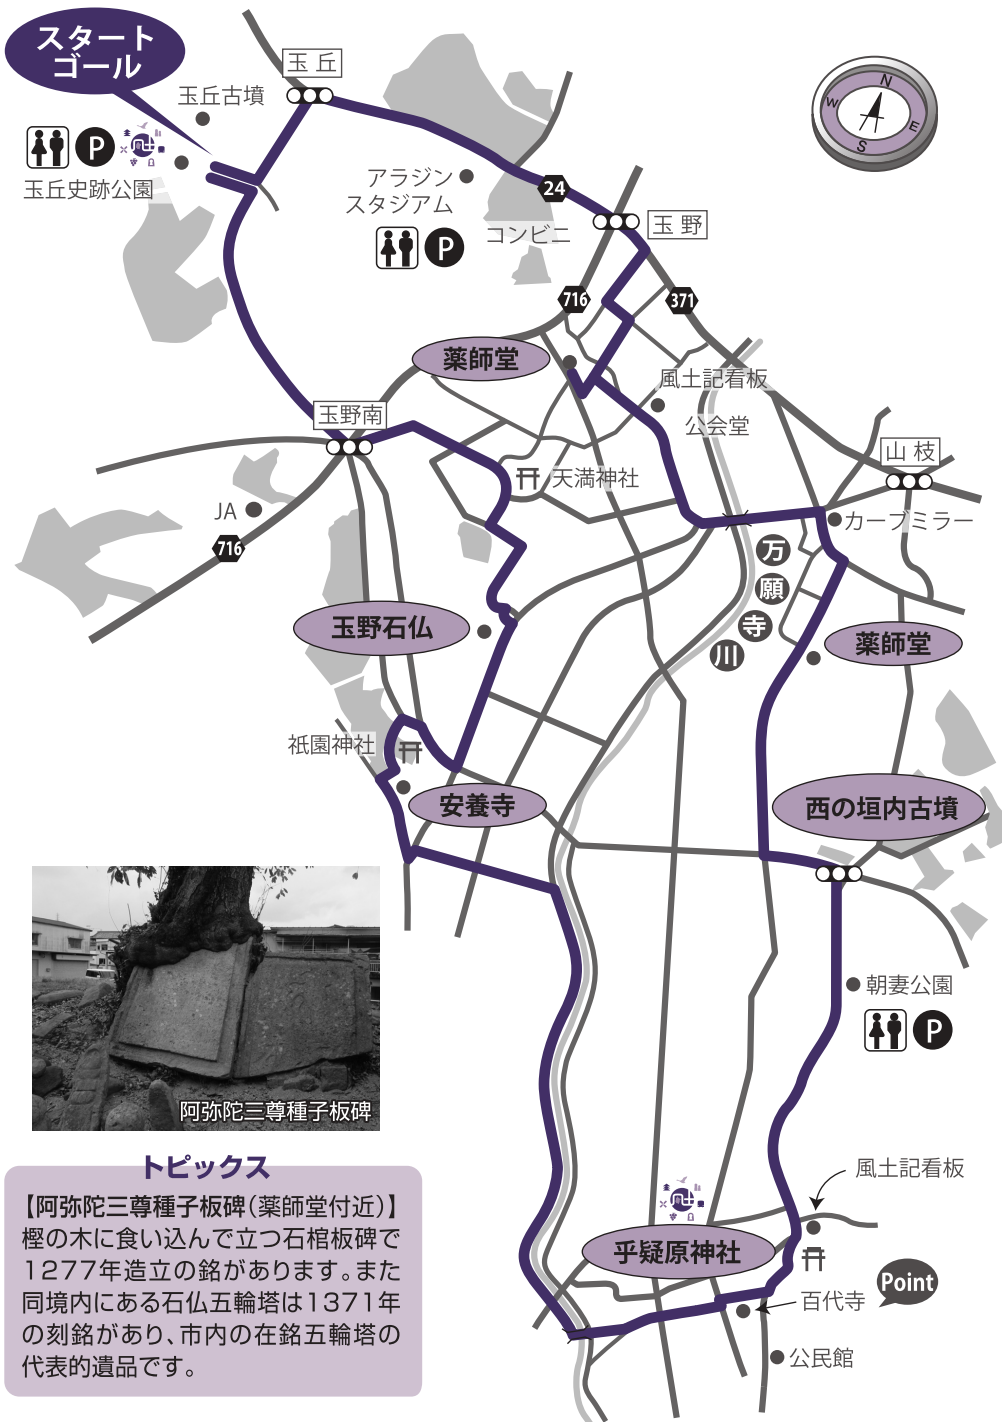 スタート
ゴール
玉丘
玉丘古墳
P
玉丘史跡公園
アラジン
スタジアム
P
24
コンビニ
玉野
N
W
E
S
716
371
薬師堂
風土記看板
公会堂
玉野南
山枝
天満神社
JA
716
カーブミラー
万
願
寺
川
玉野石仏
薬師堂
祇園神社
安養寺
西の垣内古墳
朝妻公園
P
阿弥陀三尊種子板碑
風土記看板
乎疑原神社
Point
百代寺
公民館
トピックス
【阿弥陀三尊種子板碑(薬師堂付近)】
樫の木に食い込んで立つ石棺板碑で
1277年造立の銘があります。また
同境内にある石仏五輪塔は1371年
の刻銘があり、市内の在銘五輪塔の
代表的遺品です。